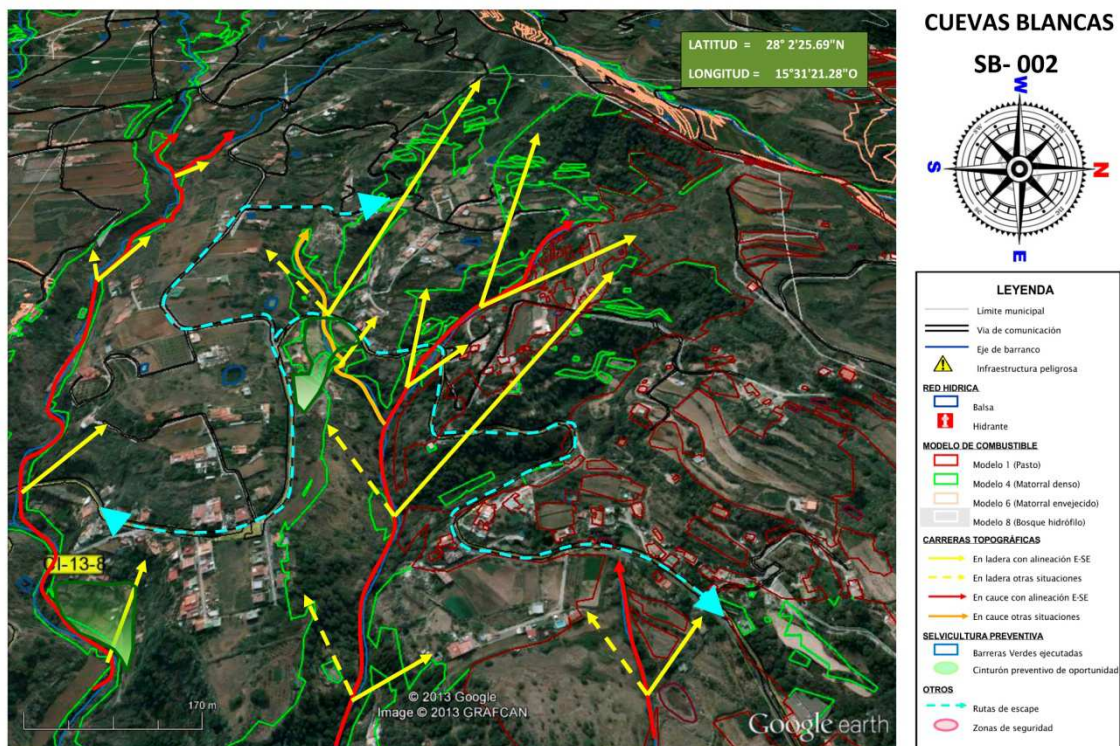 CUEVAS BLANCAS
SB- 002
LATITUD = 28° 2'25.69"N
LONGITUD = 15°31'21.28"O
W
S
N
E
LEYENDA
Límite municipal
Via de comunicación
Eje de barranco
Infraestructura peligrosa
RED HIDRICA
Balsa
Hidrante
MODELO DE COMBUSTIBLE
Modelo 1 (Pasto)
Modelo 4 (Matorral denso)
Modelo 6 (Matorral envejecido)
Modelo 8 (Bosque hidrófilo)
CARRERAS TOPOGRÁFICAS
En ladera con alineación E-SE
En ladera otras situaciones
En cauce con alineación E-SE
En cauce otras situaciones
SELVICULTURA PREVENTIVA
Barreras Verdes ejecutadas
Cinturón preventivo de oportunidad
OTROS
Rutas de escape
Zonas de seguridad
170 m
© 2013 Google
Image © 2013 GRAFCAN
Google earth